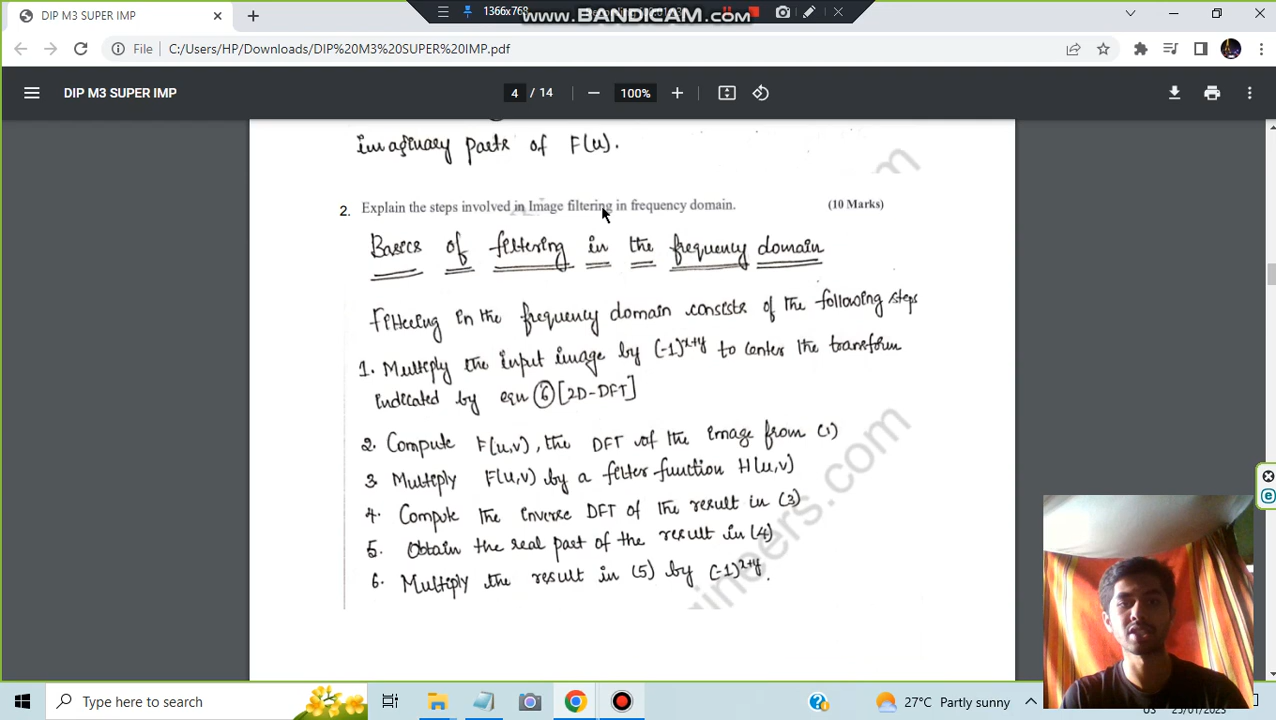 DIP M3 SUPER IMP
1366x768
www.BANDICAM.com
File C:/Users/HP/Downloads/DIP%20M3%20SUPER%20IMP.pdf
DIP M3 SUPER IMP
4 / 14
100%
imaginary parts of F(u).
2. Explain the steps involved in Image filtering in frequency domain. (10 Marks)
Basics of filtering in the frequency domain
Filtering in the frequency domain consists of the following steps
1. Multiply the input image by (-1)^x+y to center the transform
indicated by eqn ⑥ [2D-DFT]
2. Compute F(u,v), the DFT of the image from (1)
3 Multiply F(u,v) by a filter function H(u,v)
4. Compute the inverse DFT of the result in (3)
5. Obtain the real part of the result in (4)
6. Multiply the result in (5) by (-1)^x+y.
gineers.com
Type here to search
27°C Partly sunny